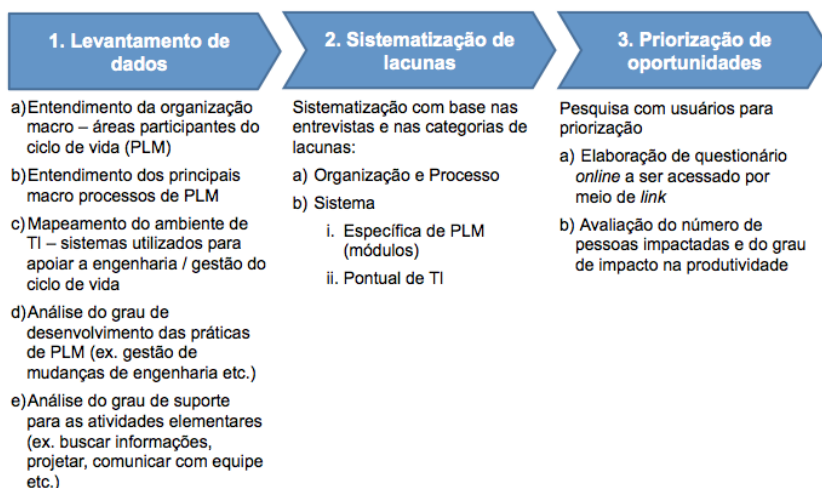 1. Levantamento de
dados
a) Entendimento da organização
macro – áreas participantes do
ciclo de vida (PLM)
b) Entendimento dos principais
macro processos de PLM
c) Mapeamento do ambiente de
TI – sistemas utilizados para
apoiar a engenharia / gestão do
ciclo de vida
d) Análise do grau de
desenvolvimento das práticas
de PLM (ex. gestão de
mudanças de engenharia etc.)
e) Análise do grau de suporte
para as atividades elementares
(ex. buscar informações,
projetar, comunicar com equipe
etc.)
2. Sistematização de
lacunas
Sistematização com base nas
entrevistas e nas categorias de
lacunas:
a) Organização e Processo
b) Sistema
i. Específica de PLM
(módulos)
ii. Pontual de TI
3. Priorização de
oportunidades
Pesquisa com usuários para
priorização
a) Elaboração de questionário
online a ser acessado por
meio de link
b) Avaliação do número de
pessoas impactadas e do grau
de impacto na produtividade